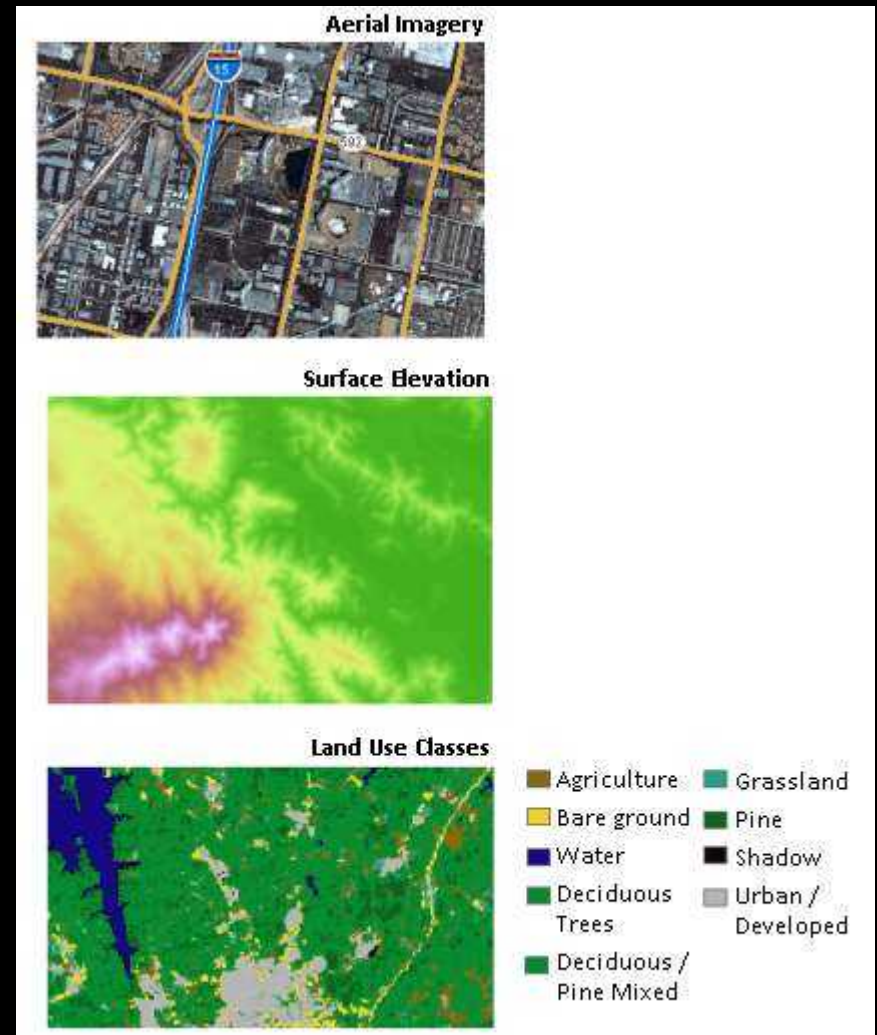 Aerial Imagery
15
592
Surface Elevation
Land Use Classes
Agriculture
Bare ground
Water
Deciduous
Trees
Deciduous /
Pine Mixed
Grassland
Pine
Shadow
Urban /
Developed